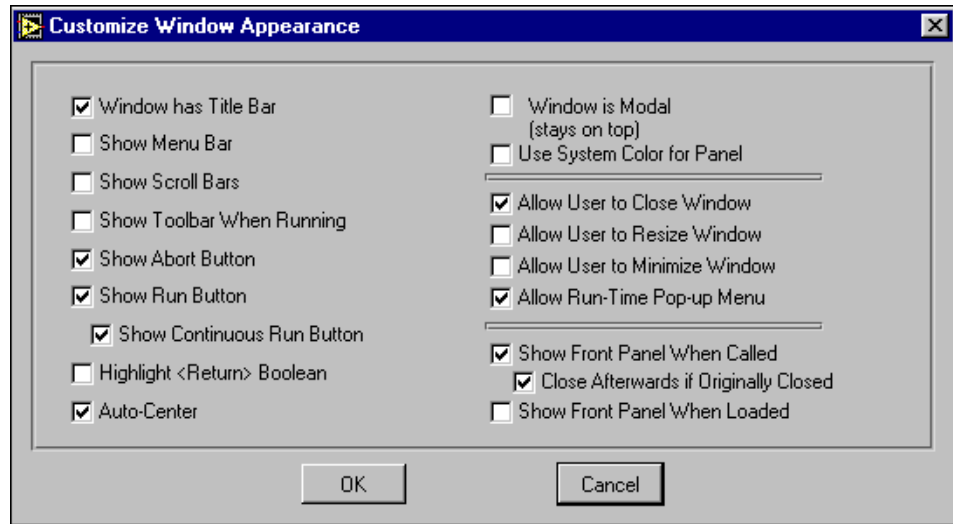 Customize Window Appearance
Window has Title Bar
Show Menu Bar
Show Scroll Bars
Show Toolbar When Running
Show Abort Button
Show Run Button
Show Continuous Run Button
Highlight <Return> Boolean
Auto-Center
Window is Modal
(stays on top)
Use System Color for Panel
Allow User to Close Window
Allow User to Resize Window
Allow User to Minimize Window
Allow Run-Time Pop-up Menu
Show Front Panel When Called
Close Afterwards if Originally Closed
Show Front Panel When Loaded
OK
Cancel